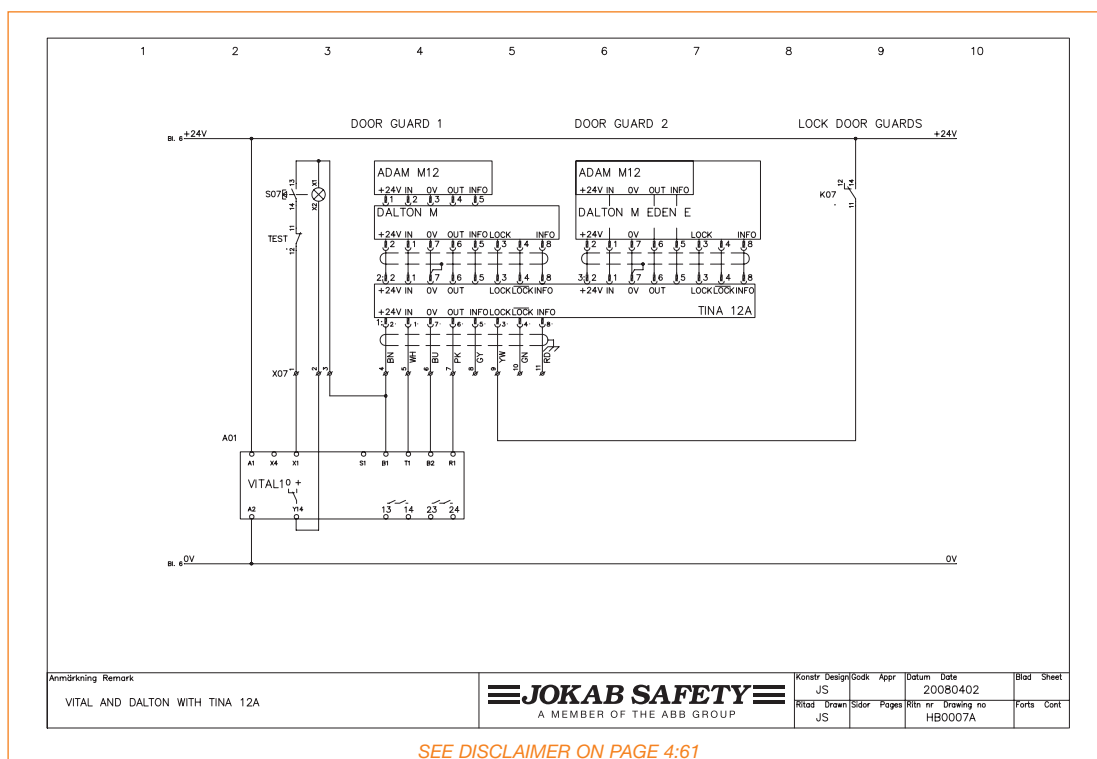 1 2 3 4 5 6 7 8 9 10
DOOR GUARD 1 DOOR GUARD 2 LOCK DOOR GUARDS
Bl. 6 +24V +24V
ADAM M12 ADAM M12
+24V IN 0V OUT INFO +24V IN 0V OUT INFO
1 2 3 4 5
13 X1 12 14
S07 K07
14 X2 11
DALTON M DALTON M EDEN E
+24V IN 0V OUT INFO LOCK INFO +24V IN 0V LOCK INFO
2 1 7 6 5 3 4 8 2 1 7 6 5 3 4 8
11
TEST
12
2: 2 1 7 6 5 3 4 8 3: 2 1 7 6 5 3 4 8
+24V IN 0V OUT LOCK LOCK INFO +24V IN 0V OUT LOCK LOCK INFO
+24V IN 0V OUT INFO LOCK LOCK INFO TINA 12A
1: 2 1 7 6 5 3 4 8
BN WH BU PK GY YW GN RD
X07 1 2 3 4 5 6 7 8 9 10 11
A01
A1 X4 X1 S1 B1 T1 B2 R1
VITAL1 0 +
A2 Y14 13 14 23 24
Bl. 6 0V 0V
Anmärkning Remark
VITAL AND DALTON WITH TINA 12A
JOKAB SAFETY
A MEMBER OF THE ABB GROUP
Konstr Design Godk Appr Datum Date Blad Sheet
JS 20080402
Ritad Drawn Sidor Pages Ritn nr Drawing no Forts Cont
JS HB0007A
SEE DISCLAIMER ON PAGE 4:61